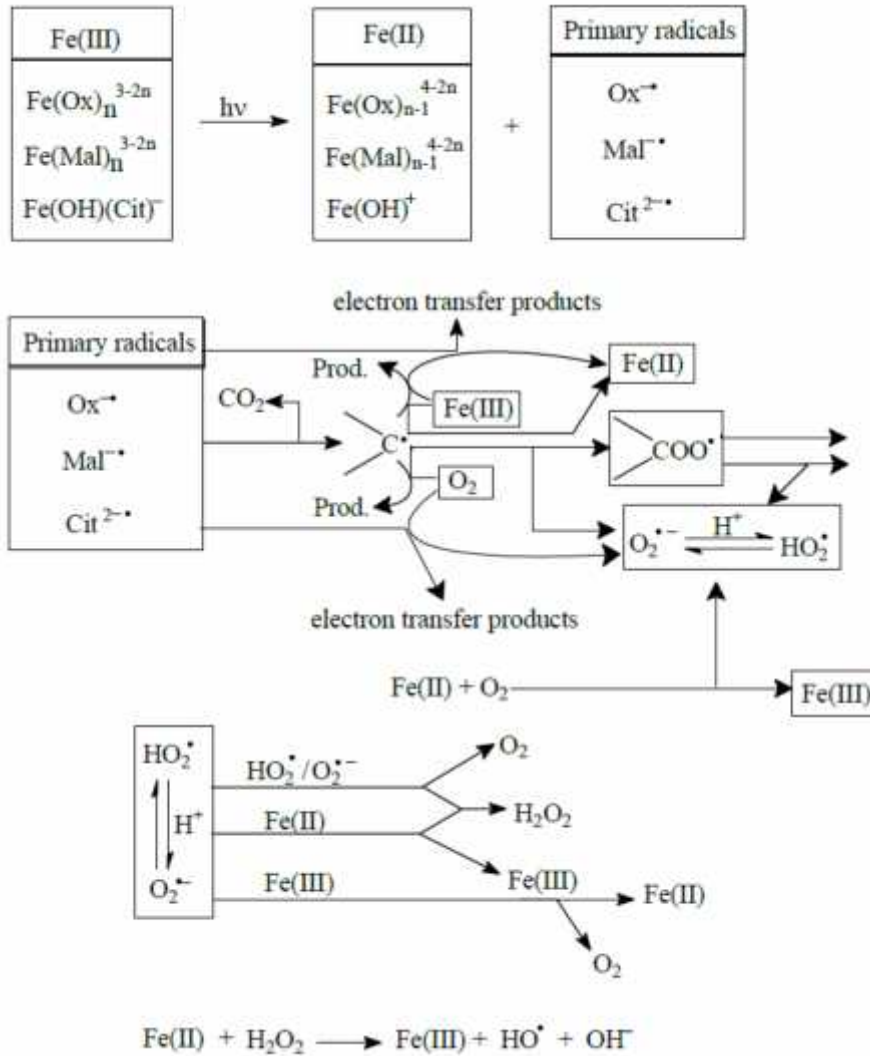 Fe(III) Fe(II) Primary radicals
Fe(Ox)n3-2n Fe(Ox)n-14-2n Ox–•
hν +
Fe(Mal)n3-2n Fe(Mal)n-14-2n Mal–•
Fe(OH)(Cit)– Fe(OH)+ Cit2–•
electron transfer products
Primary radicals
Prod. Fe(II)
Ox–• CO2 Fe(III)
C• COO•
Mal–•
O2
Prod.
Cit2–• O2•– H+ HO2•
electron transfer products
Fe(II) + O2 Fe(III)
HO2• HO2•/O2•– O2
H+ Fe(II) H2O2
O2•– Fe(III) Fe(III) Fe(II)
O2
Fe(II) + H2O2 → Fe(III) + HO• + OH–